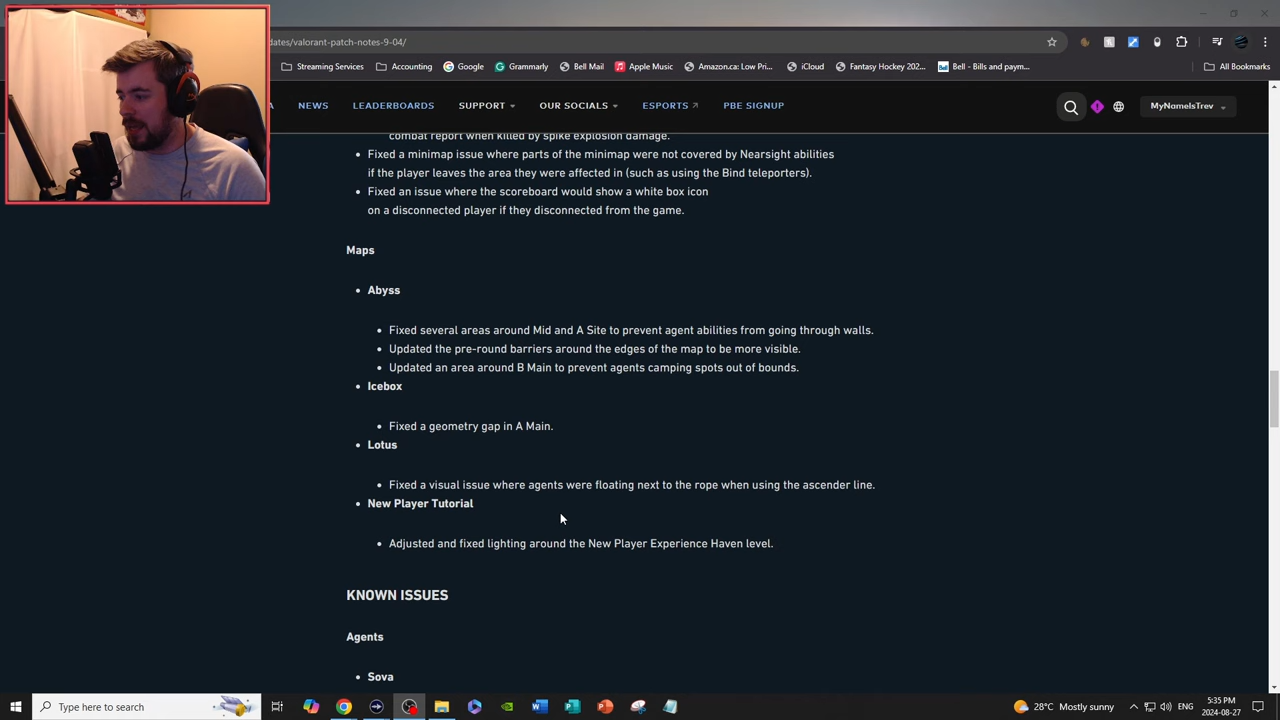 dates/valorant-patch-notes-9-04/
Streaming Services Accounting Google Grammarly Bell Mail Apple Music Amazon.ca: Low Pri... iCloud Fantasy Hockey 202... Bell - Bills and paym... All Bookmarks
A NEWS LEADERBOARDS SUPPORT OUR SOCIALS ESPORTS PBE SIGNUP MyNameIsTrev
combat report when killed by spike explosion damage.
• Fixed a minimap issue where parts of the minimap were not covered by Nearsight abilities
if the player leaves the area they were affected in (such as using the Bind teleporters).
• Fixed an issue where the scoreboard would show a white box icon
on a disconnected player if they disconnected from the game.
Maps
• Abyss
• Fixed several areas around Mid and A Site to prevent agent abilities from going through walls.
• Updated the pre-round barriers around the edges of the map to be more visible.
• Updated an area around B Main to prevent agents camping spots out of bounds.
• Icebox
• Fixed a geometry gap in A Main.
• Lotus
• Fixed a visual issue where agents were floating next to the rope when using the ascender line.
• New Player Tutorial
• Adjusted and fixed lighting around the New Player Experience Haven level.
KNOWN ISSUES
Agents
• Sova
Type here to search 28°C Mostly sunny ENG 5:35 PM
2024-08-27